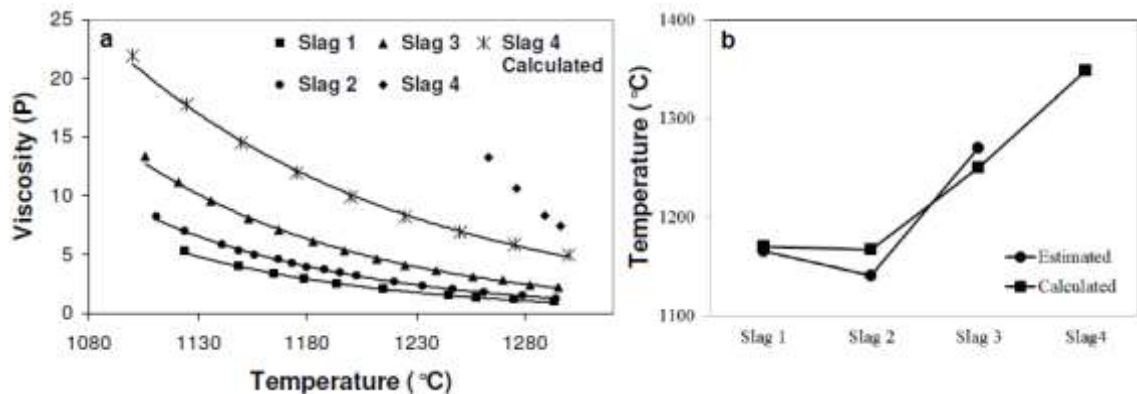 a
25
20
15
10
5
0
Viscosity (P)
Slag 1 Slag 3 Slag 4
Calculated
Slag 2 Slag 4
1080 1130 1180 1230 1280
Temperature (°C)
b
1400
1300
1200
1100
Temperature (°C)
Estimated
Calculated
Slag 1 Slag 2 Slag 3 Slag4